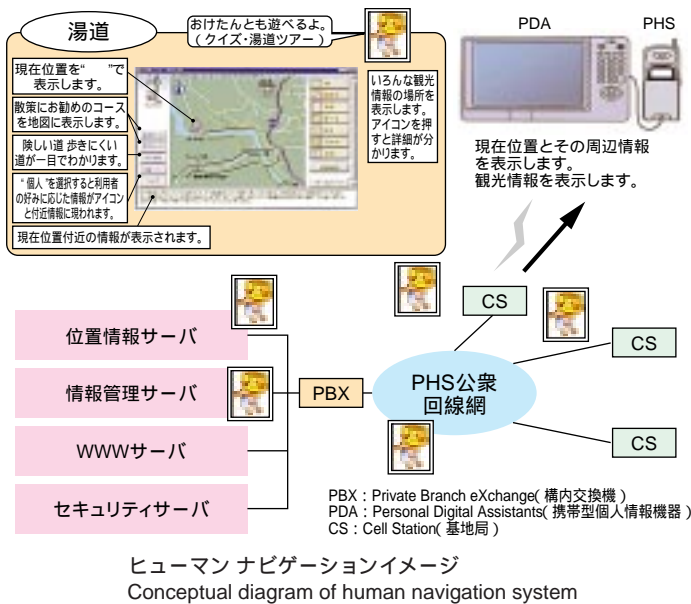 湯道
おけたんとも遊べるよ。
（クイズ・湯道ツアー）
現在位置を“　”で
表示します。
散策にお勧めのコース
を地図に表示します。
険しい道 歩きにくい
道が一目でわかります。
“個人”を選択すると利用者
の好みに応じた情報がアイコン
と付近情報に現われます。
現在位置付近の情報が表示されます。
いろんな観光
情報の場所を
表示します。
アイコンを押
すと詳細が分
かります。
PDA
PHS
現在位置とその周辺情報
を表示します。
観光情報を表示します。
CS
CS
CS
位置情報サーバ
情報管理サーバ
WWWサーバ
セキュリティサーバ
PBX
PHS公衆
回線網
PBX：Private Branch eXchange(構内交換機)
PDA：Personal Digital Assistants(携帯型個人情報機器)
CS：Cell Station(基地局)
ヒューマン ナビゲーションイメージ
Conceptual diagram of human navigation system